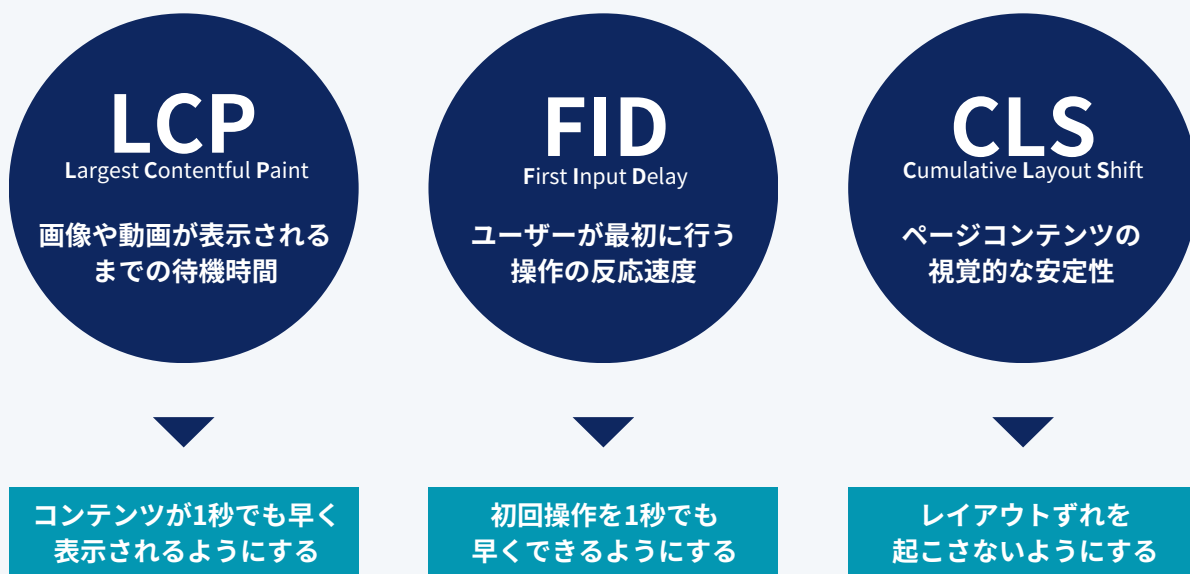 LCP
Largest Contentful Paint
画像や動画が表示される
までの待機時間
コンテンツが1秒でも早く
表示されるようにする
FID
First Input Delay
ユーザーが最初に行う
操作の反応速度
初回操作を1秒でも
早くできるようにする
CLS
Cumulative Layout Shift
ページコンテンツの
視覚的な安定性
レイアウトずれを
起こさないようにする